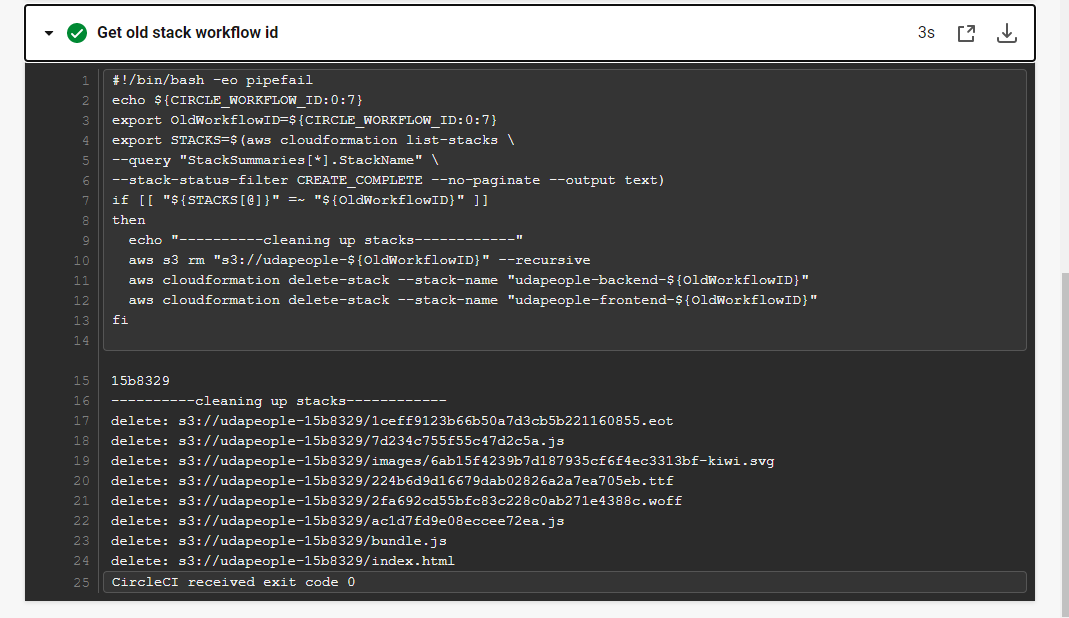 Get old stack workflow id 3s
1 #!/bin/bash -eo pipefail
2 echo ${CIRCLE_WORKFLOW_ID:0:7}
3 export OldWorkflowID=${CIRCLE_WORKFLOW_ID:0:7}
4 export STACKS=$(aws cloudformation list-stacks \
5 --query "StackSummaries[*].StackName" \
6 --stack-status-filter CREATE_COMPLETE --no-paginate --output text)
7 if [[ "${STACKS[@]}" =~ "${OldWorkflowID}" ]]
8 then
9   echo "----------cleaning up stacks------------"
10   aws s3 rm "s3://udapeople-${OldWorkflowID}" --recursive
11   aws cloudformation delete-stack --stack-name "udapeople-backend-${OldWorkflowID}"
12   aws cloudformation delete-stack --stack-name "udapeople-frontend-${OldWorkflowID}"
13 fi
14
15 15b8329
16 ----------cleaning up stacks------------
17 delete: s3://udapeople-15b8329/1ceff9123b66b50a7d3cb5b221160855.eot
18 delete: s3://udapeople-15b8329/7d234c755f55c47d2c5a.js
19 delete: s3://udapeople-15b8329/images/6ab15f4239b7d187935cf6f4ec3313bf-kiwi.svg
20 delete: s3://udapeople-15b8329/224b6d9d16679dab02826a2a7ea705eb.ttf
21 delete: s3://udapeople-15b8329/2fa692cd55bfc83c228c0ab271e4388c.woff
22 delete: s3://udapeople-15b8329/ac1d7fd9e08eccee72ea.js
23 delete: s3://udapeople-15b8329/bundle.js
24 delete: s3://udapeople-15b8329/index.html
25 CircleCI received exit code 0